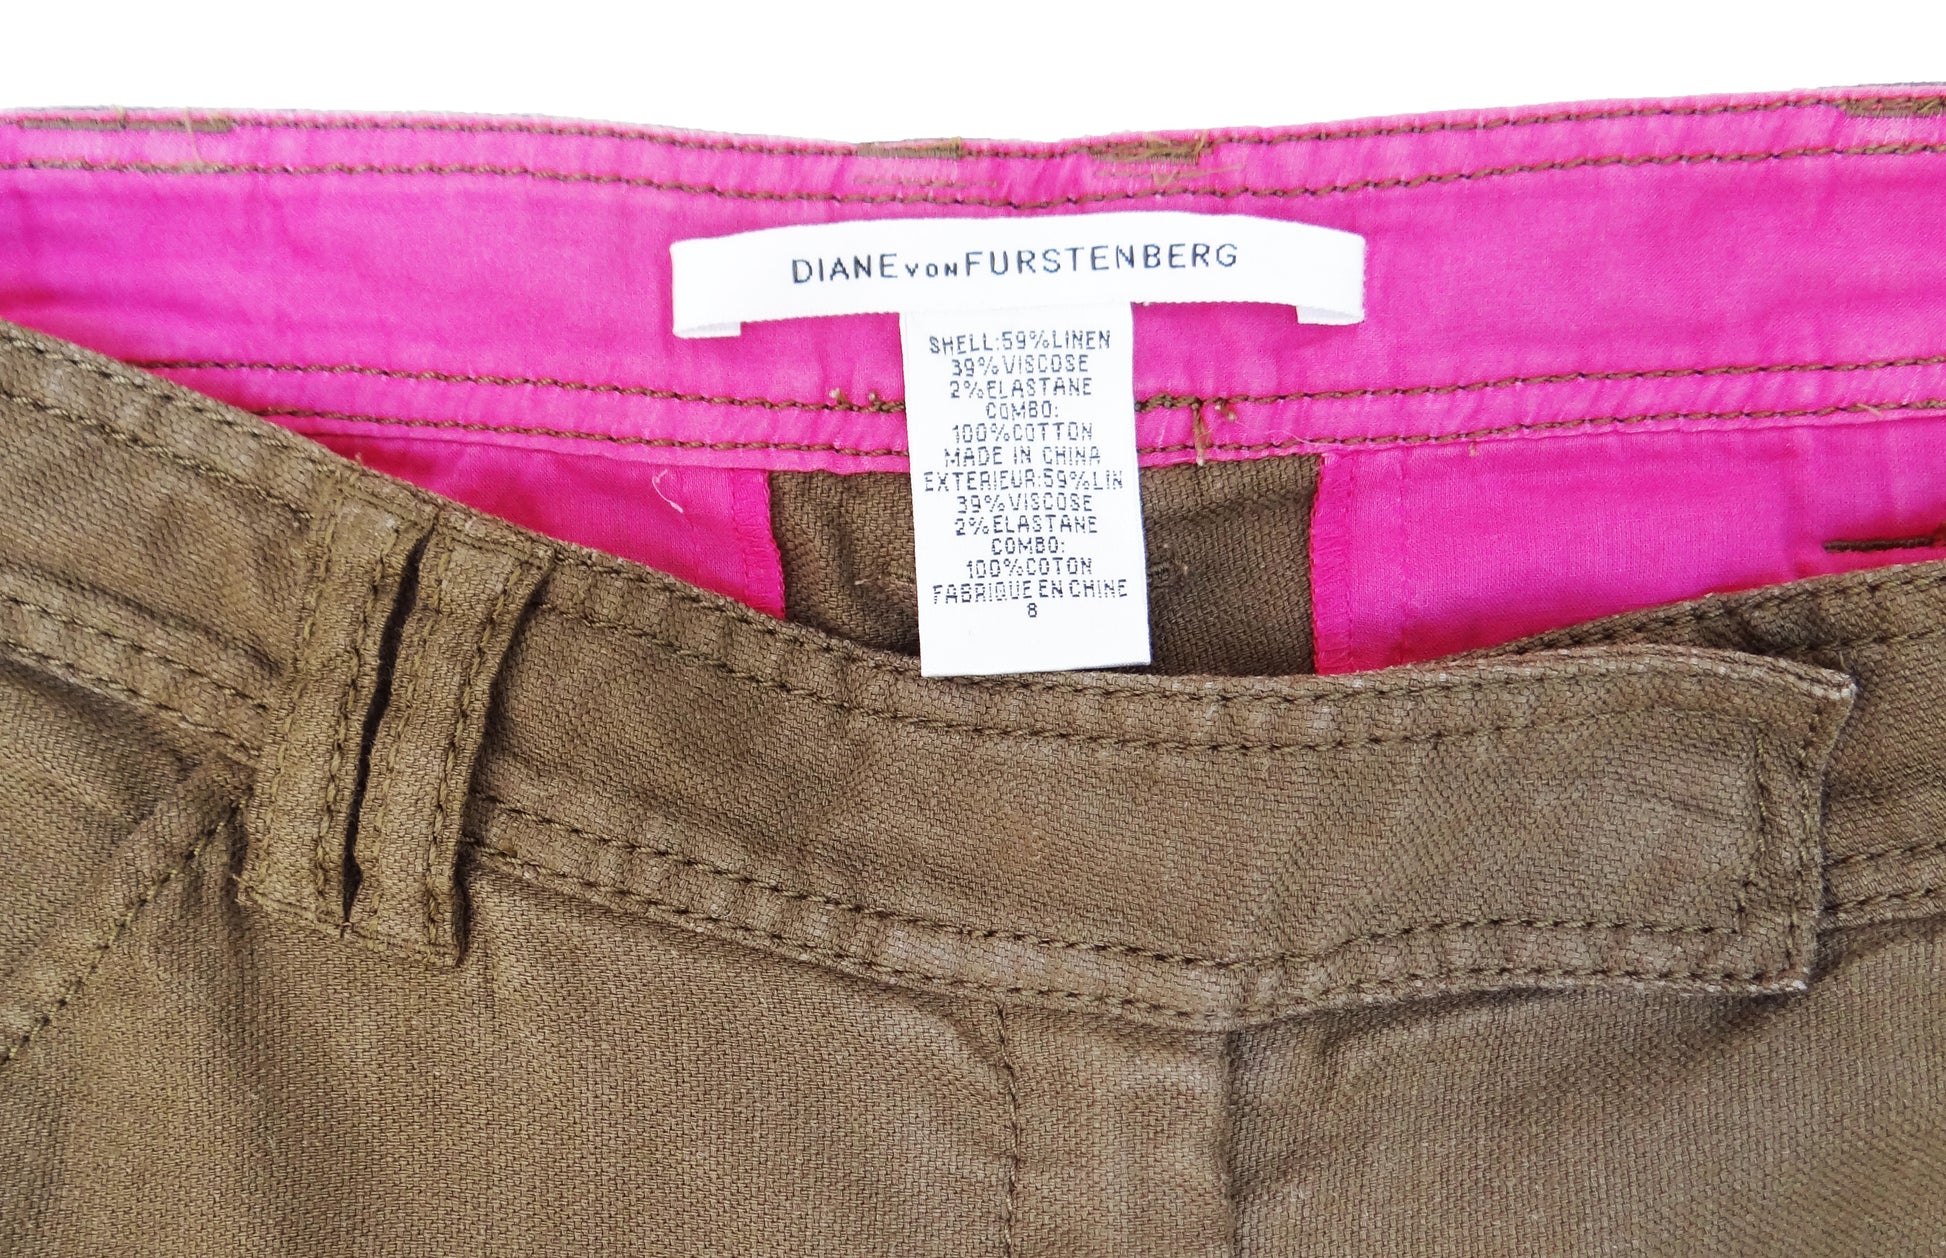 DIANE VON FURSTENBERG
SHELL:59%LINEN
39%VISCOSE
2%ELASTANE
COMBO:
100%COTTON
MADE IN CHINA
EXTERIEUR:59%LIN
39%VISCOSE
2%ELASTANE
COMBO:
100%COTON
FABRIQUE EN CHINE
8